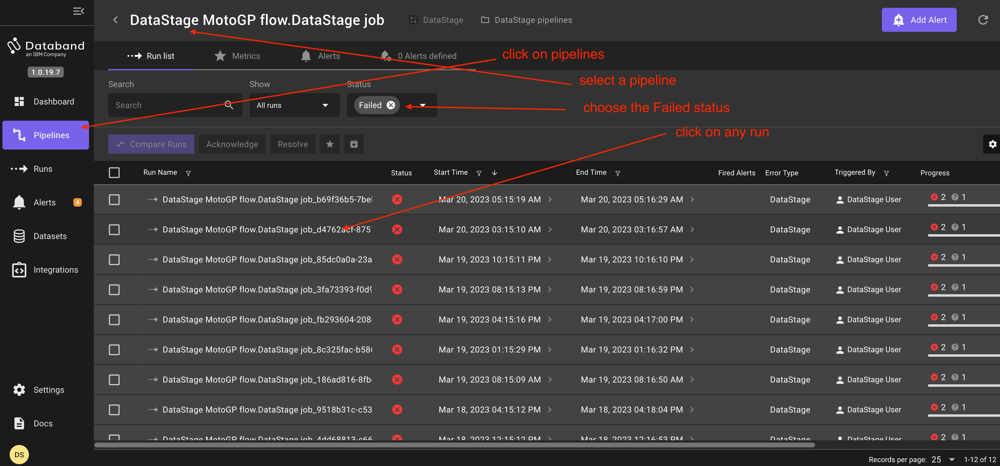 DataStage MotoGP flow.DataStage job
DataStage
DataStage pipelines
Add Alert
Databand
an IBM Company
1.0.19.7
Run list
Metrics
Alerts
0 Alerts defined
click on pipelines
select a pipeline
choose the Failed status
click on any run
Search
Show
Status
Search
All runs
Failed
Dashboard
Pipelines
Runs
Alerts
4
Datasets
Integrations
Settings
Docs
DS
Compare Runs
Acknowledge
Resolve
Run Name
Status
Start Time
End Time
Fired Alerts
Error Type
Triggered By
Progress
DataStage MotoGP flow.DataStage job_b69f36b5-7be Mar 20, 2023 05:15:19 AM Mar 20, 2023 05:16:29 AM DataStage DataStage User 2 1
DataStage MotoGP flow.DataStage job_d4762acf-875 Mar 20, 2023 03:15:10 AM Mar 20, 2023 03:16:57 AM DataStage DataStage User 2 1
DataStage MotoGP flow.DataStage job_85dc0a0a-23a Mar 19, 2023 10:15:11 PM Mar 19, 2023 10:16:10 PM DataStage DataStage User 2 1
DataStage MotoGP flow.DataStage job_3fa73393-f0d9 Mar 19, 2023 08:15:13 PM Mar 19, 2023 08:16:59 PM DataStage DataStage User 2 1
DataStage MotoGP flow.DataStage job_fb293604-208 Mar 19, 2023 04:15:16 PM Mar 19, 2023 04:17:00 PM DataStage DataStage User 2 1
DataStage MotoGP flow.DataStage job_8c325fac-b58 Mar 19, 2023 01:15:29 PM Mar 19, 2023 01:16:32 PM DataStage DataStage User 2 1
DataStage MotoGP flow.DataStage job_186ad816-8fb Mar 19, 2023 08:15:09 AM Mar 19, 2023 08:16:50 AM DataStage DataStage User 2 1
DataStage MotoGP flow.DataStage job_9518b31c-c53 Mar 18, 2023 04:15:12 PM Mar 18, 2023 04:18:04 PM DataStage DataStage User 2 1
DataStage MotoGP flow.DataStage job_4dd68813-c66 Mar 18, 2023 12:15:12 PM Mar 18, 2023 12:16:53 PM DataStage DataStage User 2 1
Records per page: 25 1-12 of 12